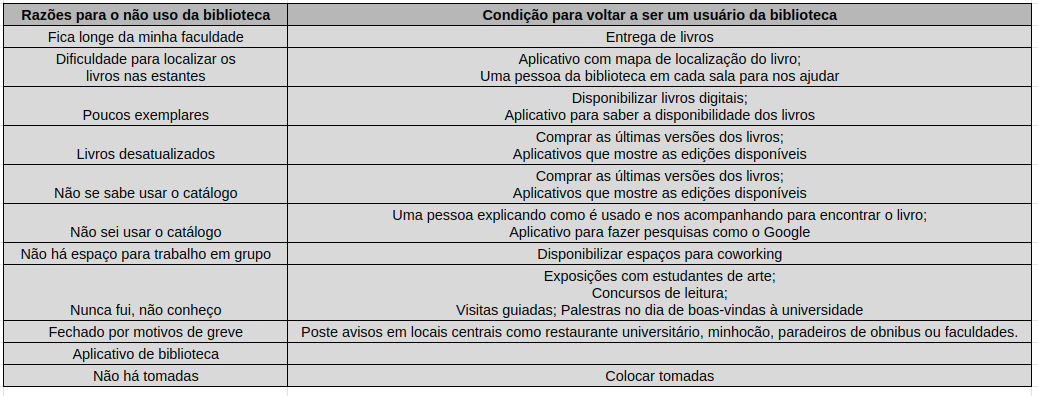 Razões para o não uso da biblioteca
Condição para voltar a ser um usuário da biblioteca
Fica longe da minha faculdade
Entrega de livros
Dificuldade para localizar os
livros nas estantes
Aplicativo com mapa de localização do livro;
Uma pessoa da biblioteca em cada sala para nos ajudar
Poucos exemplares
Disponibilizar livros digitais;
Aplicativo para saber a disponibilidade dos livros
Livros desatualizados
Comprar as últimas versões dos livros;
Aplicativos que mostre as edições disponíveis
Não se sabe usar o catálogo
Comprar as últimas versões dos livros;
Aplicativos que mostre as edições disponíveis
Não sei usar o catálogo
Uma pessoa explicando como é usado e nos acompanhando para encontrar o livro;
Aplicativo para fazer pesquisas como o Google
Não há espaço para trabalho em grupo
Disponibilizar espaços para coworking
Nunca fui, não conheço
Exposições com estudantes de arte;
Concursos de leitura;
Visitas guiadas; Palestras no dia de boas-vindas à universidade
Fechado por motivos de greve
Poste avisos em locais centrais como restaurante universitário, minhocão, paradeiros de obnibus ou faculdades.
Aplicativo de biblioteca
Não há tomadas
Colocar tomadas